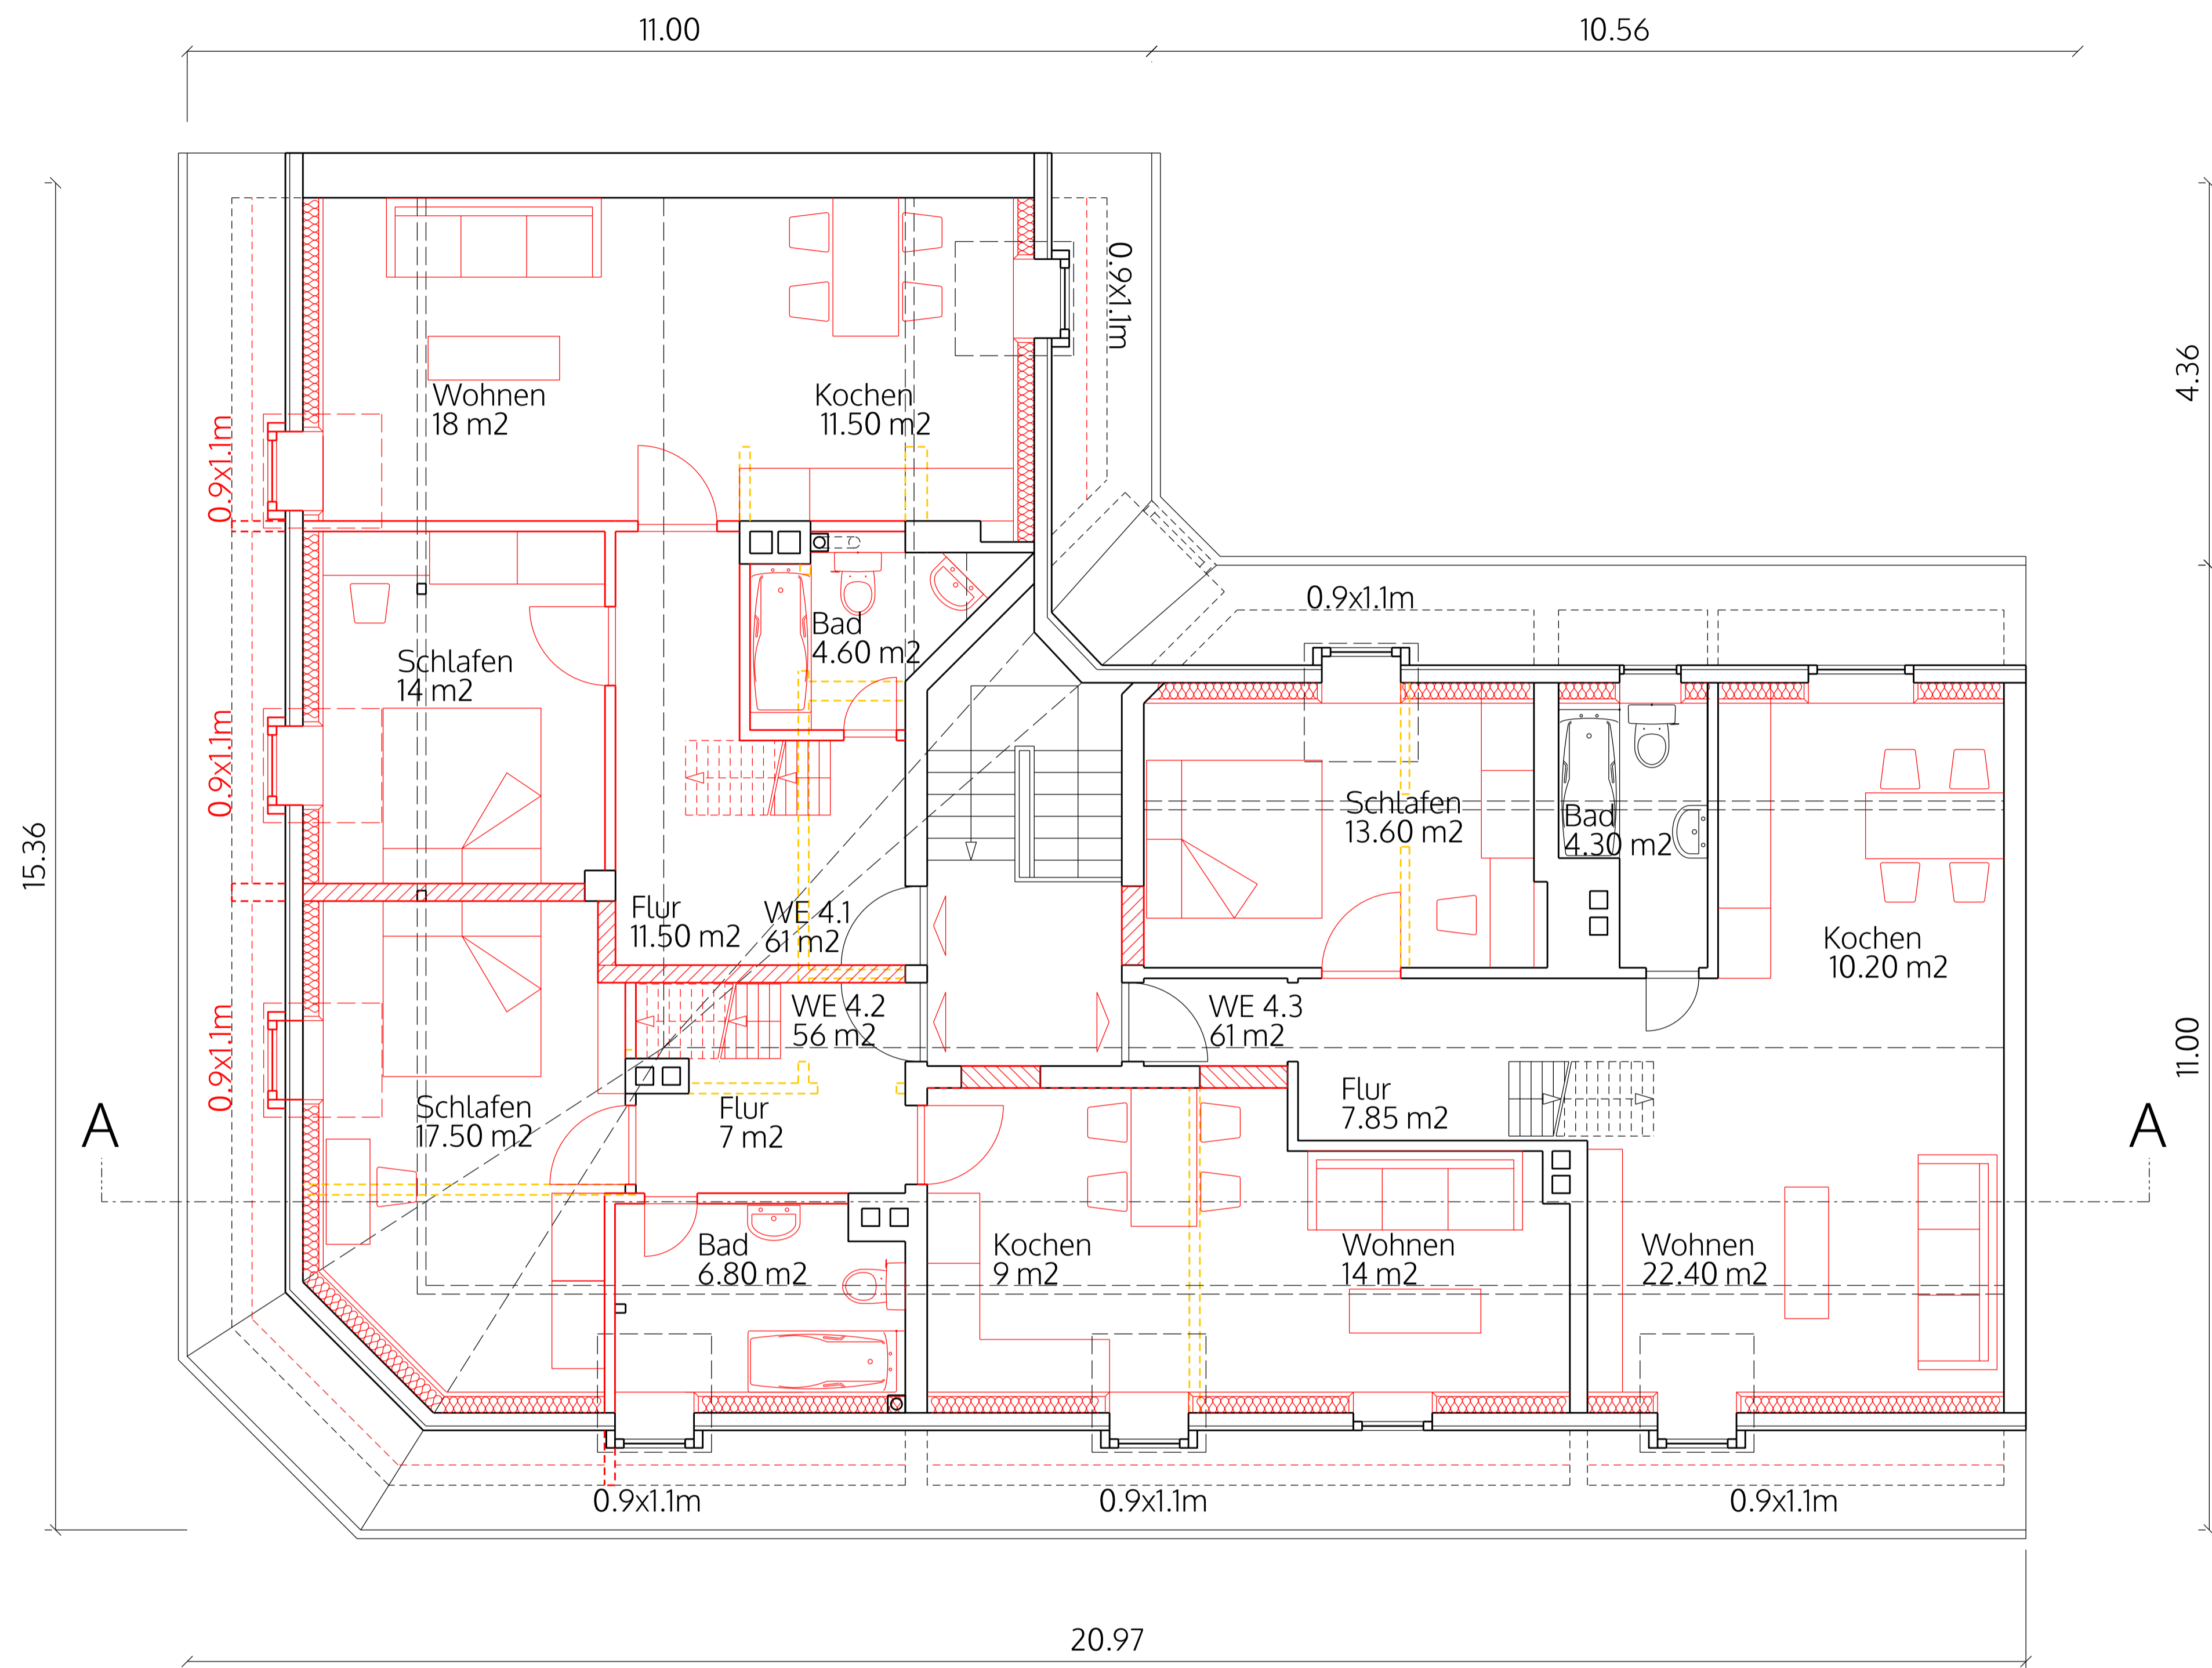 11.00
10.56
0.9x1.1m
4.36
Wohnen
18 m2
Kochen
11.50 m2
0.9x1.1m
0.9x1.1m
Bad
4.60 m2
Schlafen
14 m2
0.9x1.1m
Schlafen
13.60 m2
Bad
4.30 m2
15.36
Flur
11.50 m2
WE 4.1
61 m2
Kochen
10.20 m2
WE 4.2
56 m2
WE 4.3
61 m2
0.9x1.1m
11.00
Schlafen
17.50 m2
Flur
7 m2
Flur
7.85 m2
A
A
Bad
6.80 m2
Kochen
9 m2
Wohnen
14 m2
Wohnen
22.40 m2
0.9x1.1m
0.9x1.1m
0.9x1.1m
20.97